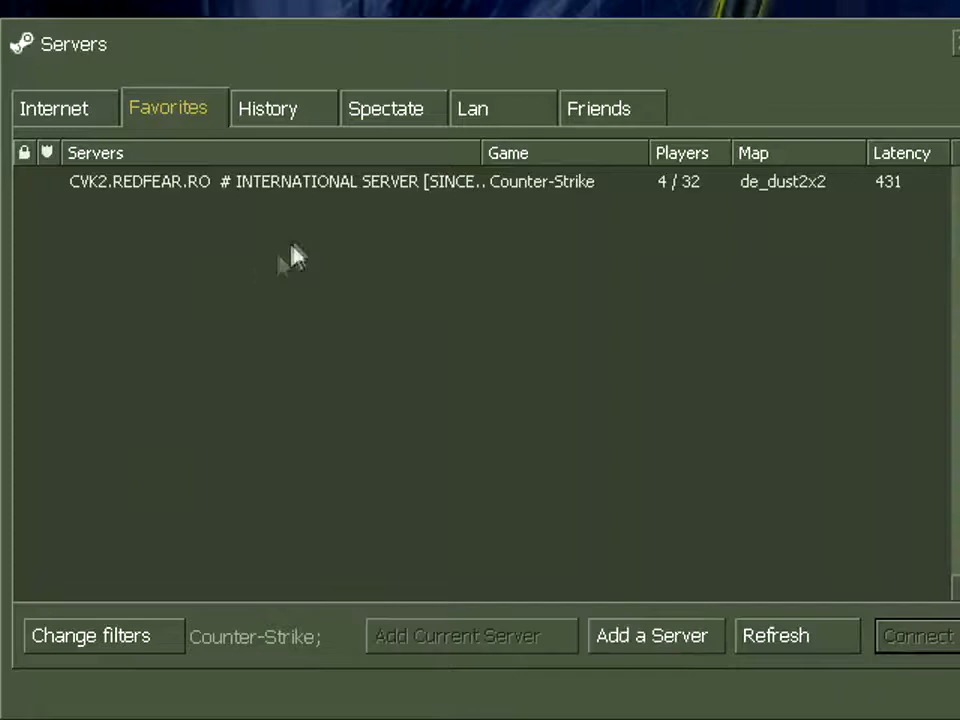 Servers
Internet Favorites History Spectate Lan Friends
Servers Game Players Map Latency
CVK2.REDFEAR.RO # INTERNATIONAL SERVER [SINCE.. Counter-Strike 4 / 32 de_dust2x2 431
Change filters Counter-Strike; Add Current Server Add a Server Refresh Connect